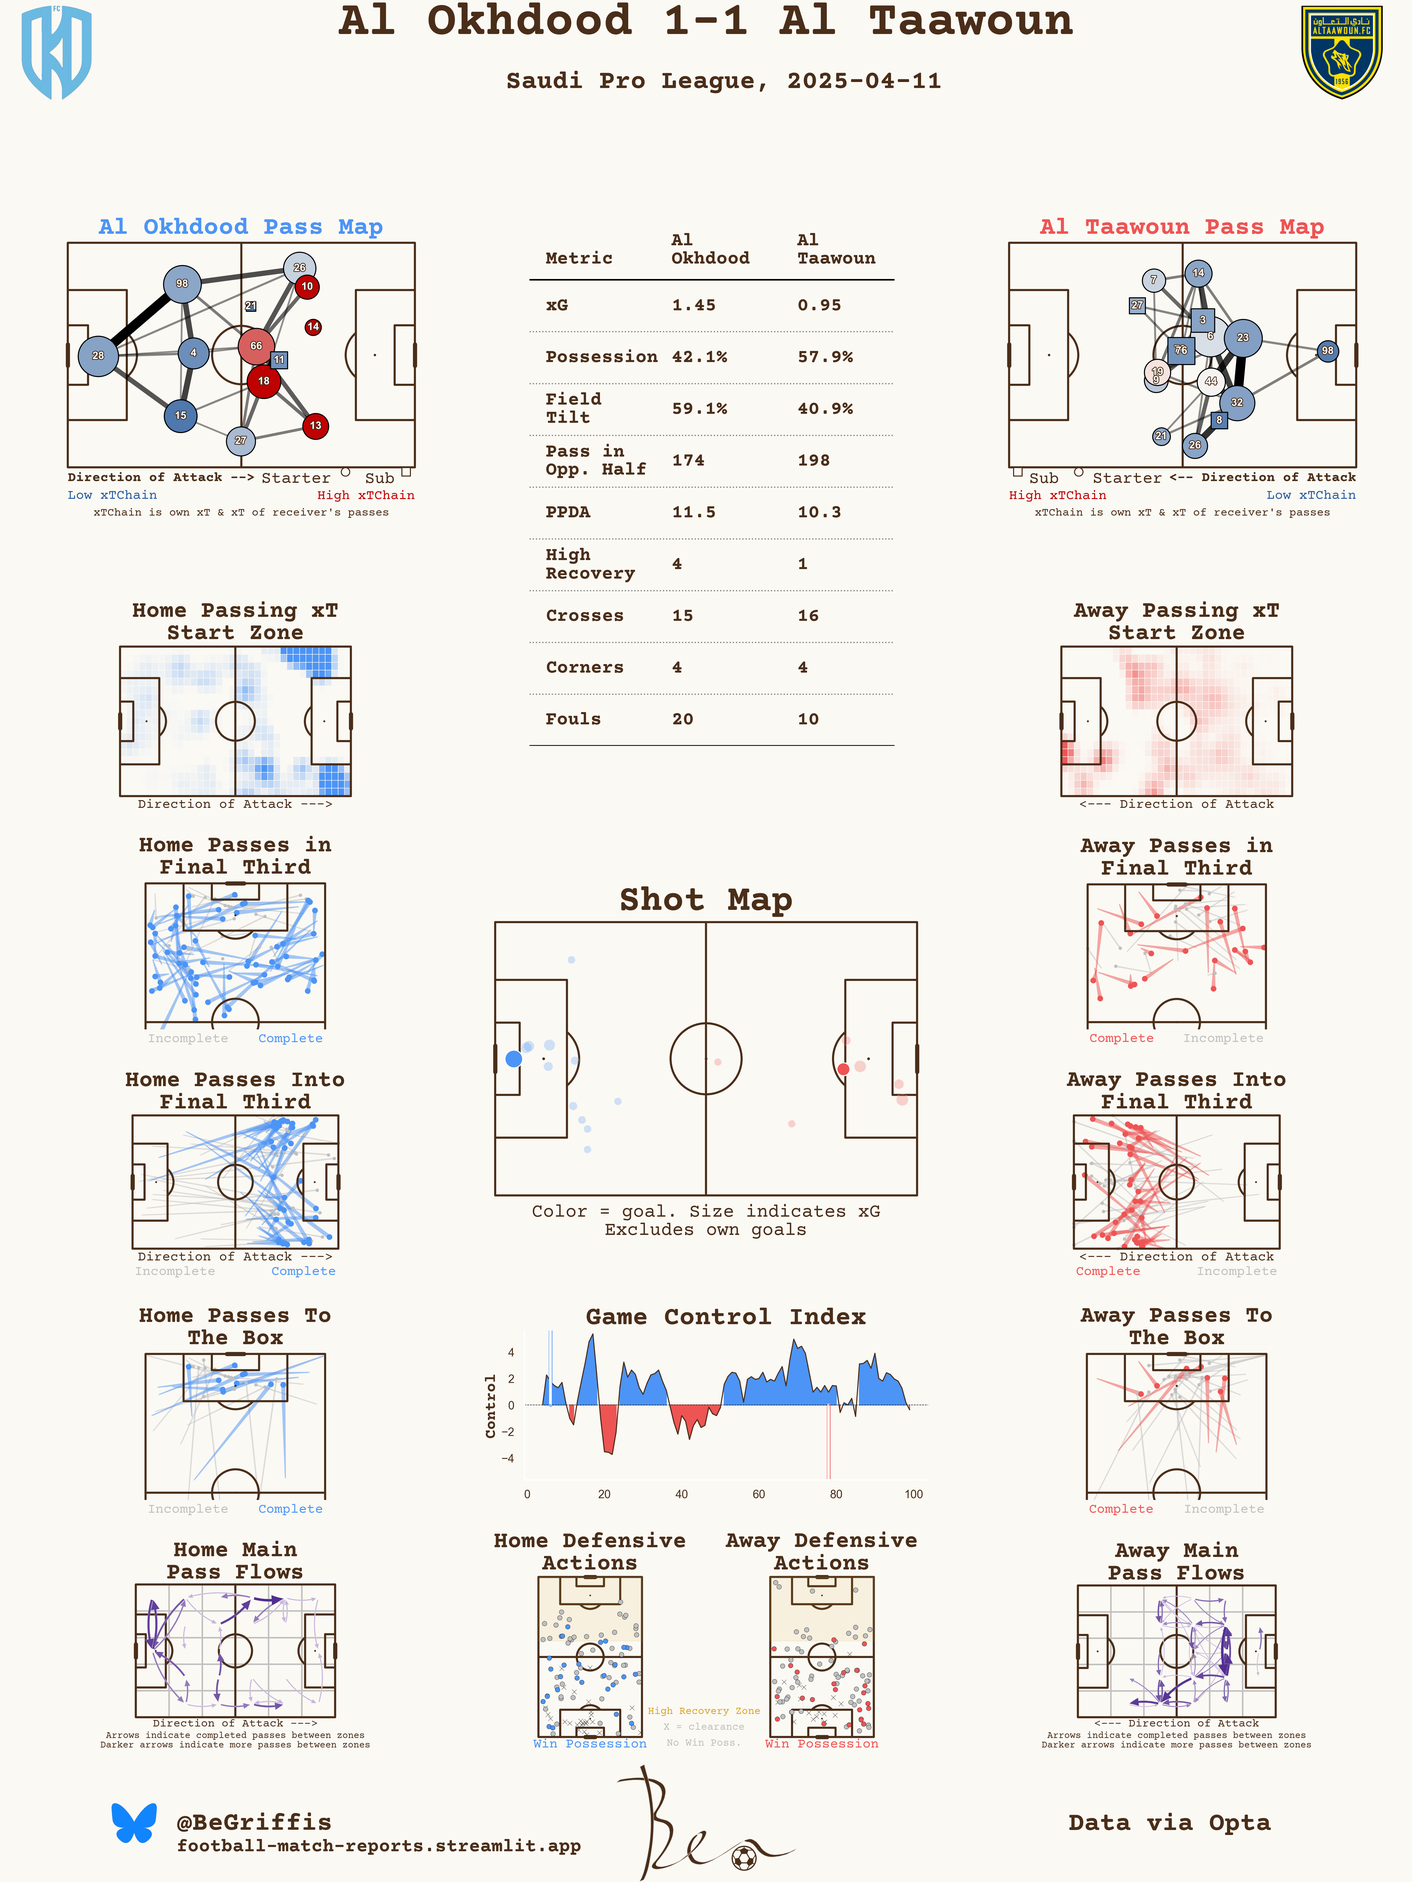 Al Okhdood 1-1 Al Taawoun
Saudi Pro League, 2025-04-11
FC
نادي التعاون
ALTAAWOUN.FC
1956
Al Okhdood Pass Map
98
26
10
21
14
28
4
66
11
18
15
13
27
Direction of Attack --> Starter Sub
Low xTChain High xTChain
xTChain is own xT & xT of receiver's passes
Metric Al Okhdood Al Taawoun
xG 1.45 0.95
Possession 42.1% 57.9%
Field Tilt 59.1% 40.9%
Pass in Opp. Half 174 198
PPDA 11.5 10.3
High Recovery 4 1
Crosses 15 16
Corners 4 4
Fouls 20 10
Al Taawoun Pass Map
7
14
27
3
6
23
76
98
19
9
44
32
8
21
26
Sub Starter <-- Direction of Attack
High xTChain Low xTChain
xTChain is own xT & xT of receiver's passes
Home Passing xT
Start Zone
Direction of Attack --->
Away Passing xT
Start Zone
<--- Direction of Attack
Home Passes in
Final Third
Incomplete Complete
Away Passes in
Final Third
Complete Incomplete
Shot Map
Color = goal. Size indicates xG
Excludes own goals
Home Passes Into
Final Third
Direction of Attack --->
Incomplete Complete
Away Passes Into
Final Third
<--- Direction of Attack
Complete Incomplete
Home Passes To
The Box
Incomplete Complete
Game Control Index
Control
4
2
0
−2
−4
0 20 40 60 80 100
Away Passes To
The Box
Complete Incomplete
Home Main
Pass Flows
Direction of Attack --->
Arrows indicate completed passes between zones
Darker arrows indicate more passes between zones
Home Defensive
Actions
Win Possession
High Recovery Zone
X = clearance
No Win Poss.
Away Defensive
Actions
Win Possession
Away Main
Pass Flows
<--- Direction of Attack
Arrows indicate completed passes between zones
Darker arrows indicate more passes between zones
@BeGriffis
football-match-reports.streamlit.app
Ben
Data via Opta